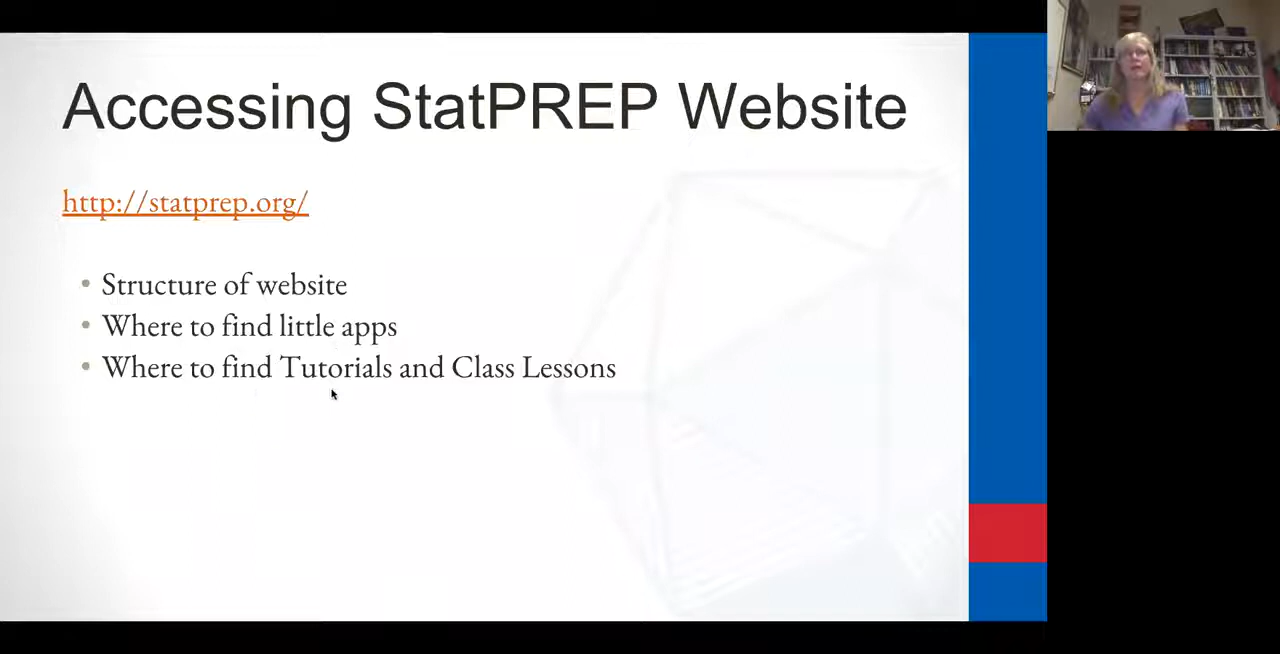 Accessing StatPREP Website
http://statprep.org/
• Structure of website
• Where to find little apps
• Where to find Tutorials and Class Lessons